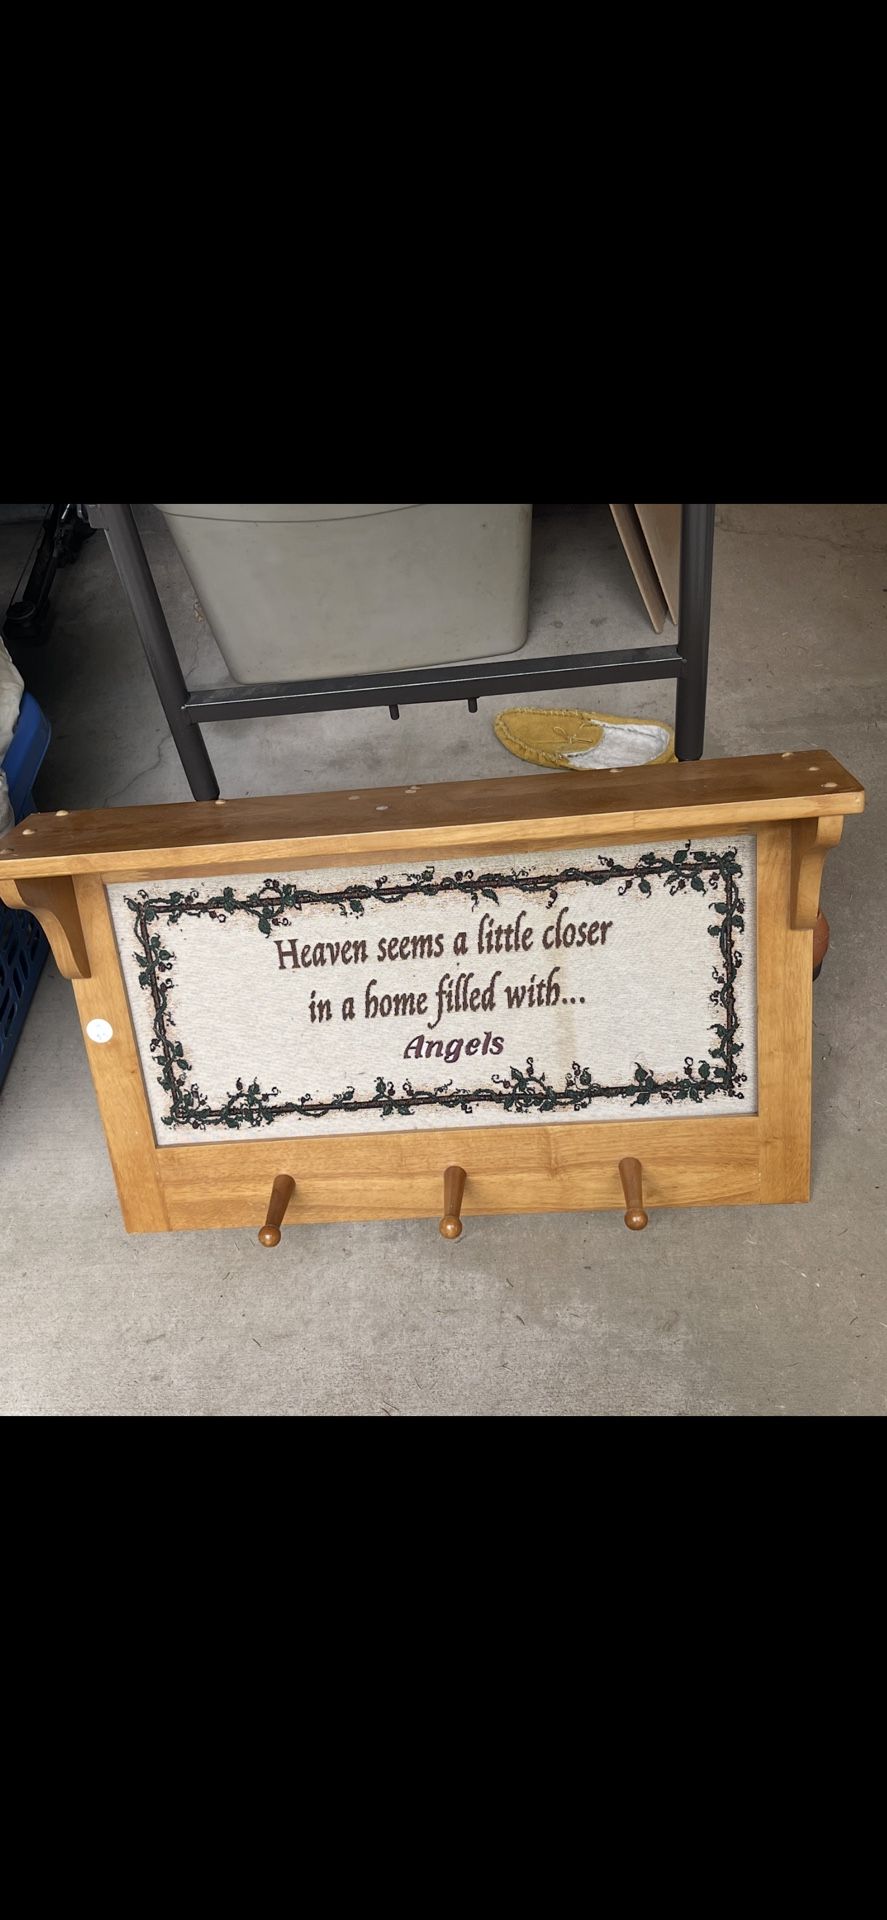 Heaven seems a little closer
in a home filled with...
Angels